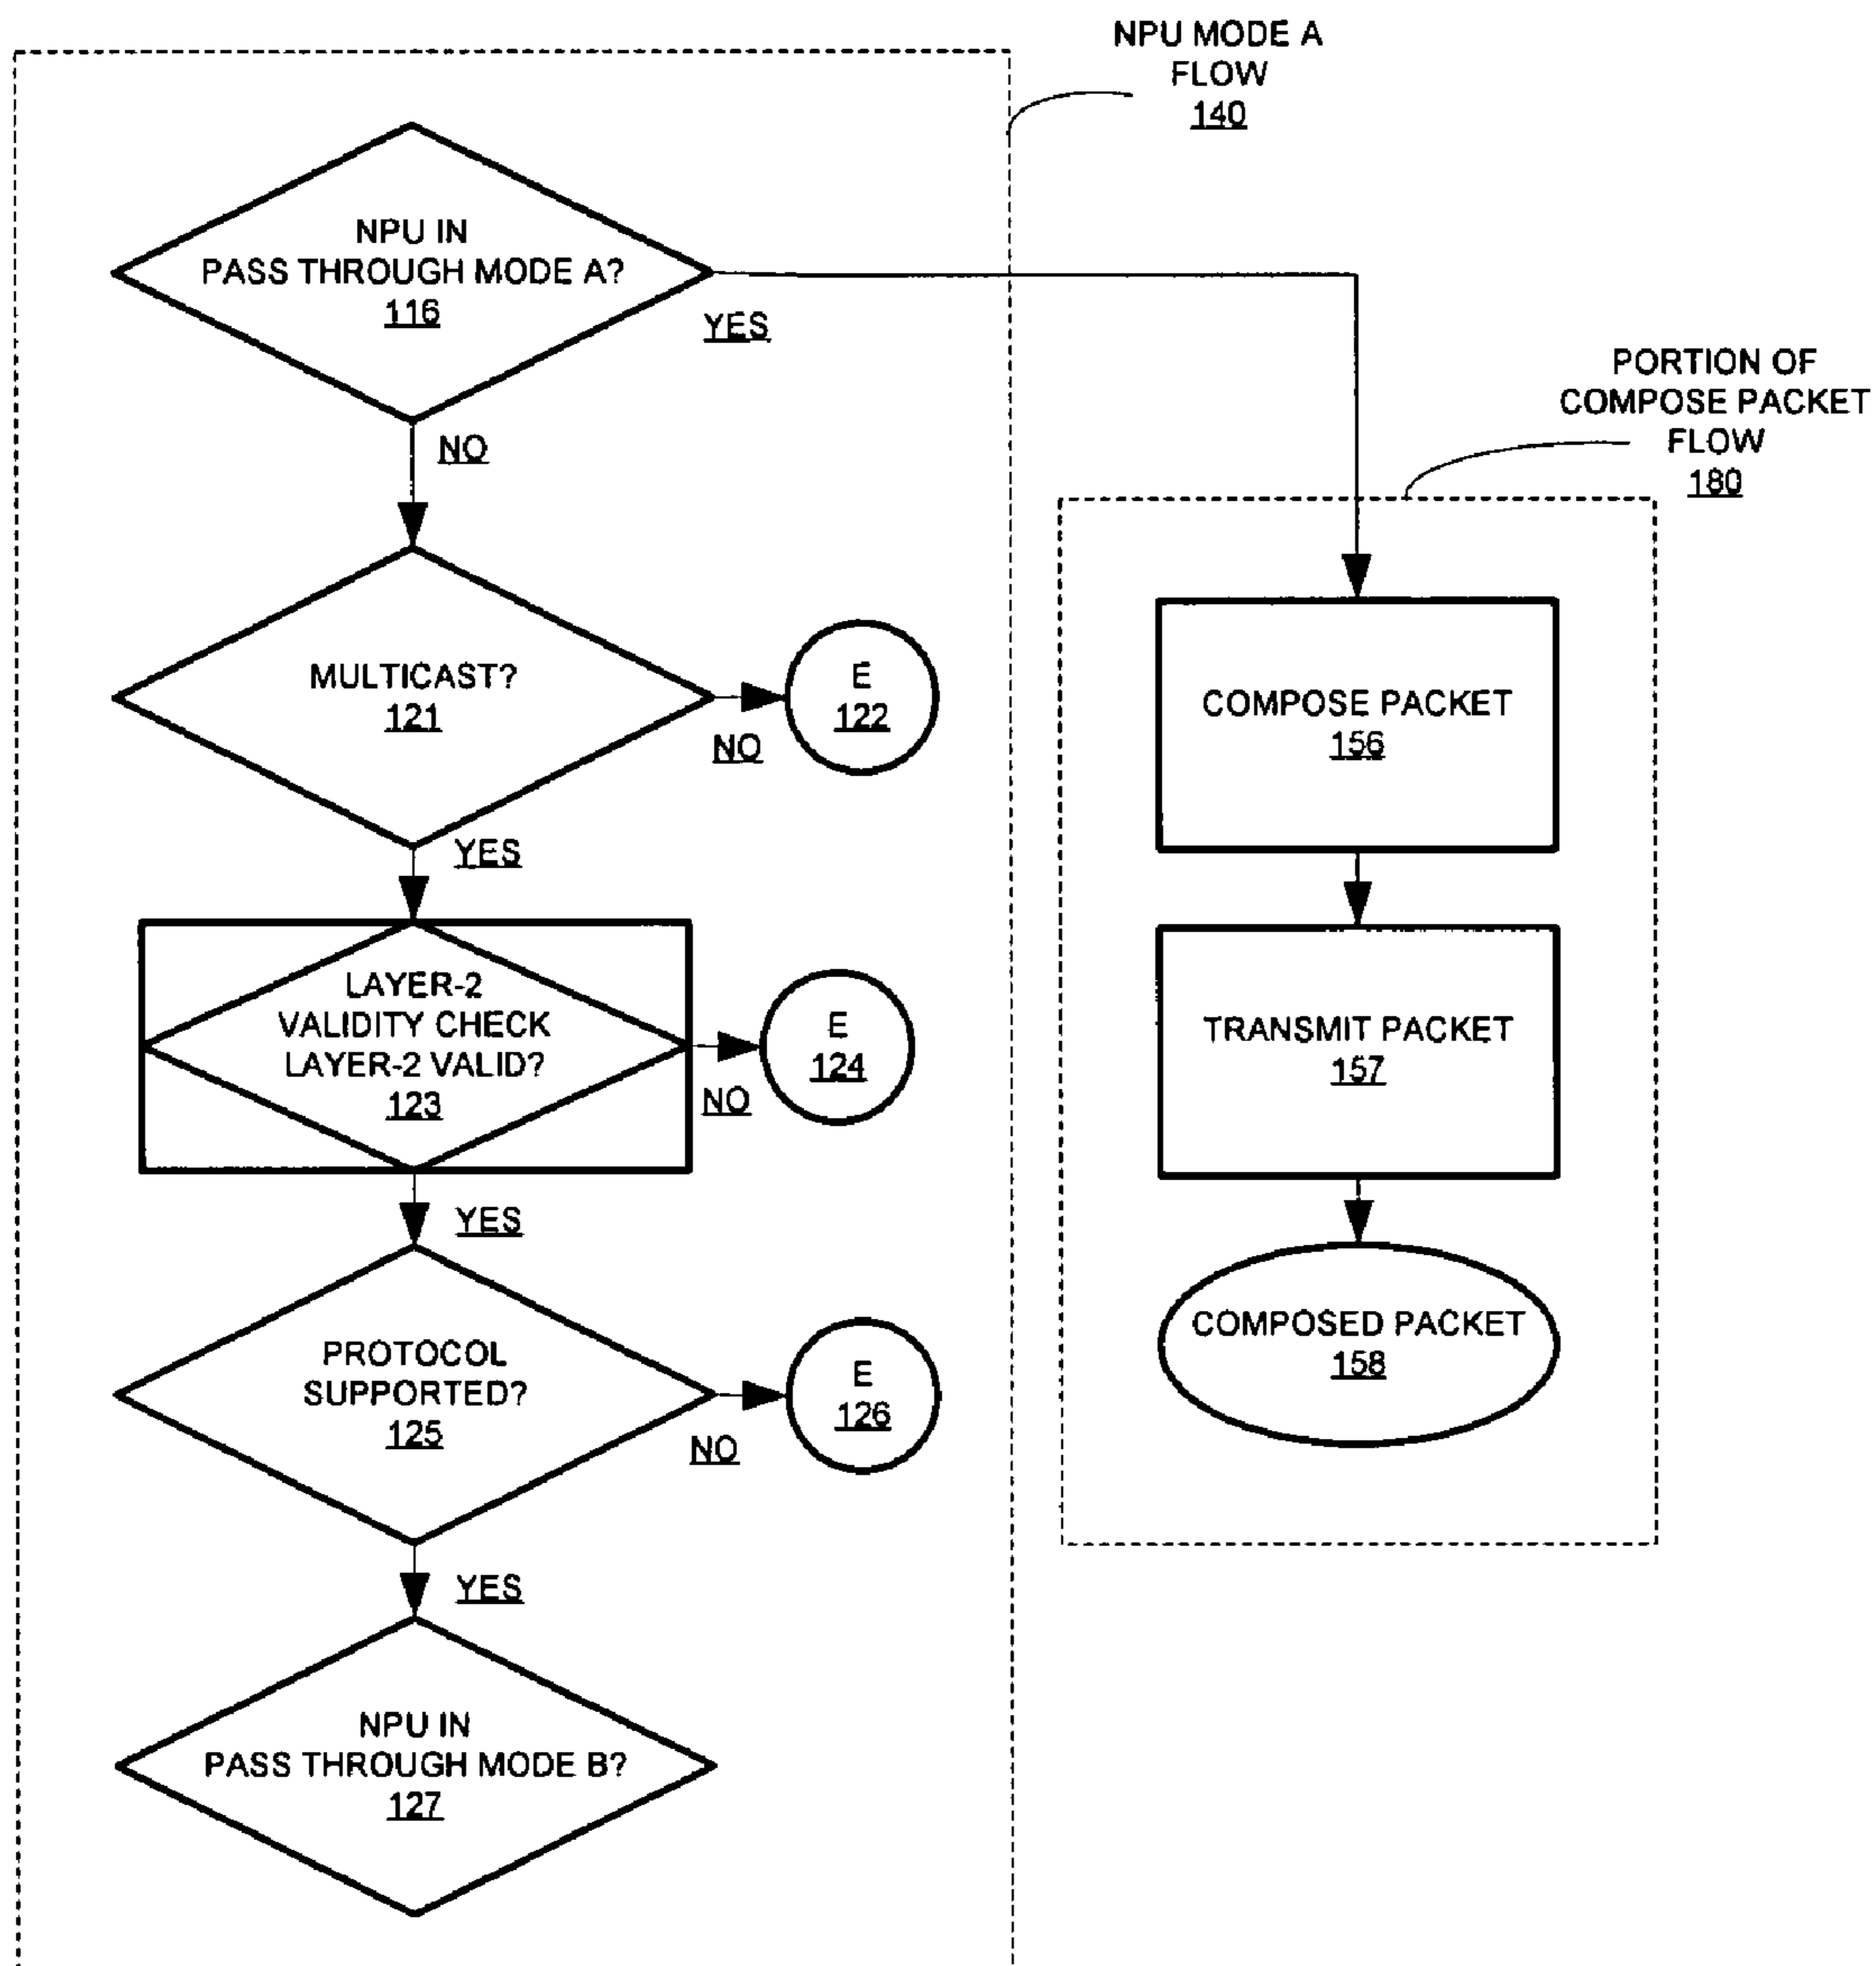 NPU MODE A
FLOW
140
NPU IN
PASS THROUGH MODE A?
116
YES
NO
PORTION OF
COMPOSE PACKET
FLOW
180
MULTICAST?
121
NO
E
122
YES
COMPOSE PACKET
156
LAYER-2
VALIDITY CHECK
LAYER-2 VALID?
123
NO
E
124
YES
TRANSMIT PACKET
157
PROTOCOL
SUPPORTED?
125
NO
E
126
YES
COMPOSED PACKET
158
NPU IN
PASS THROUGH MODE B?
127